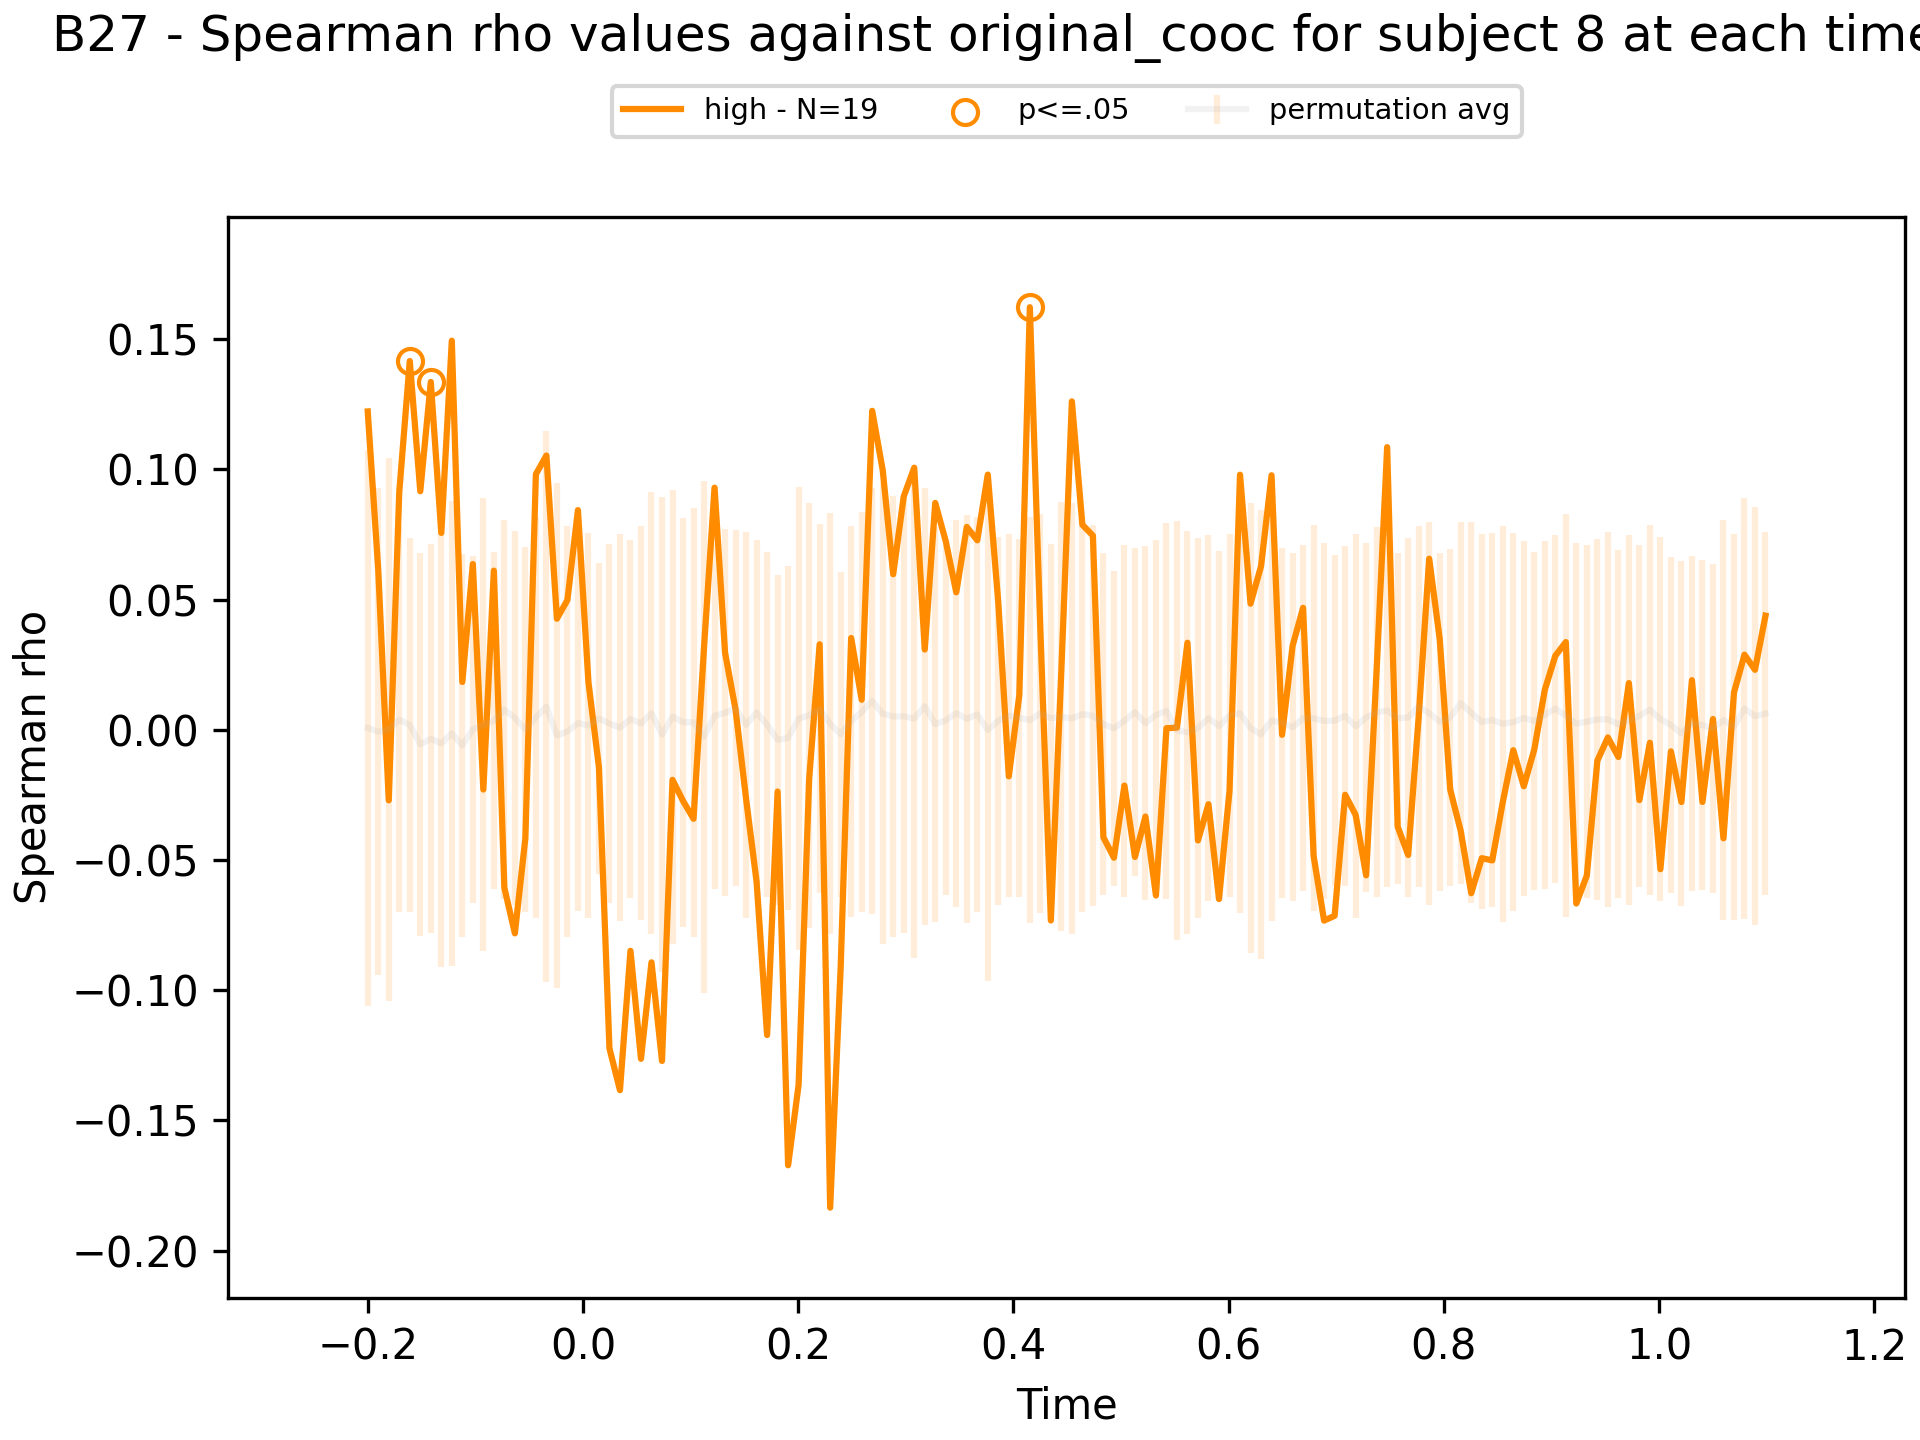 B27 - Spearman rho values against original_cooc for subject 8 at each time
high - N=19
p<=.05
permutation avg
Spearman rho
0.15
0.10
0.05
0.00
−0.05
−0.10
−0.15
−0.20
−0.2
0.0
0.2
0.4
0.6
0.8
1.0
1.2
Time